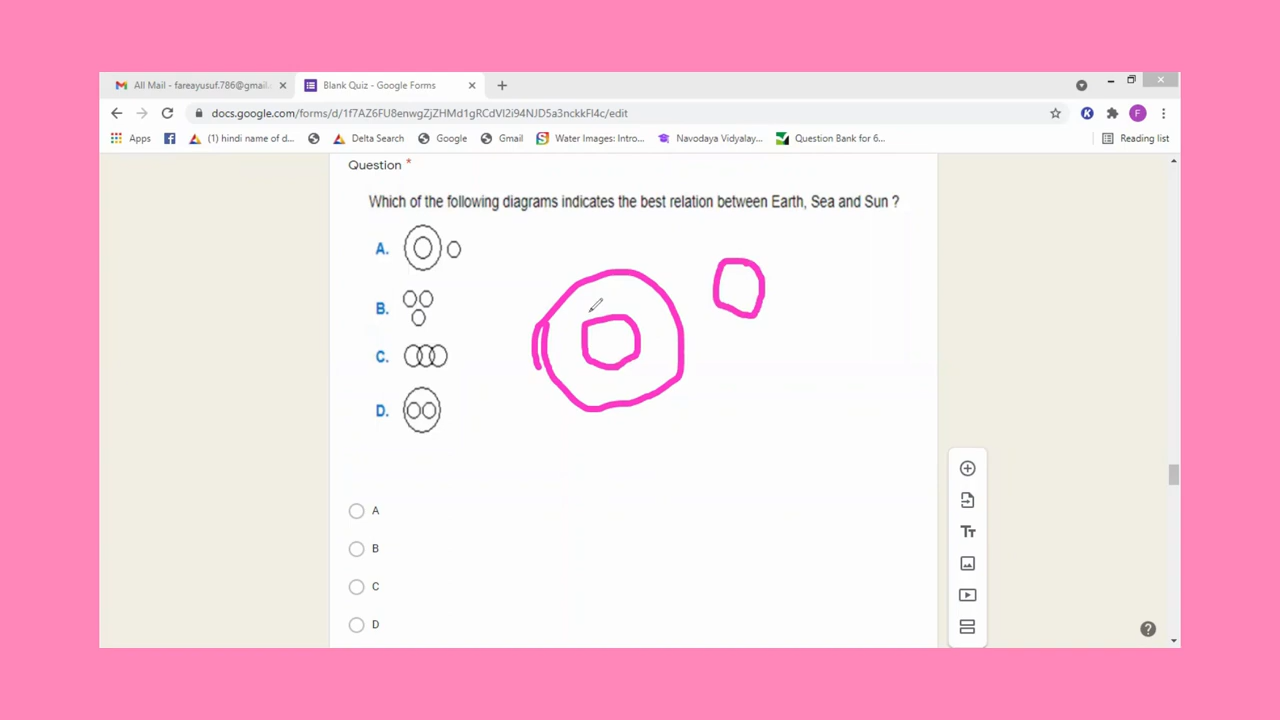 All Mail - fareayusuf.786@gmail.c
Blank Quiz - Google Forms
docs.google.com/forms/d/1f7AZ6FU8enwgZjZHMd1gRCdVI2i94NJD5a3nckkFl4c/edit
Apps
(1) hindi name of d...
Delta Search
Google
Gmail
Water Images: Intro...
Navodaya Vidyalay...
Question Bank for 6...
Reading list
Question *
Which of the following diagrams indicates the best relation between Earth, Sea and Sun ?
A.
B.
C.
D.
A
B
C
D